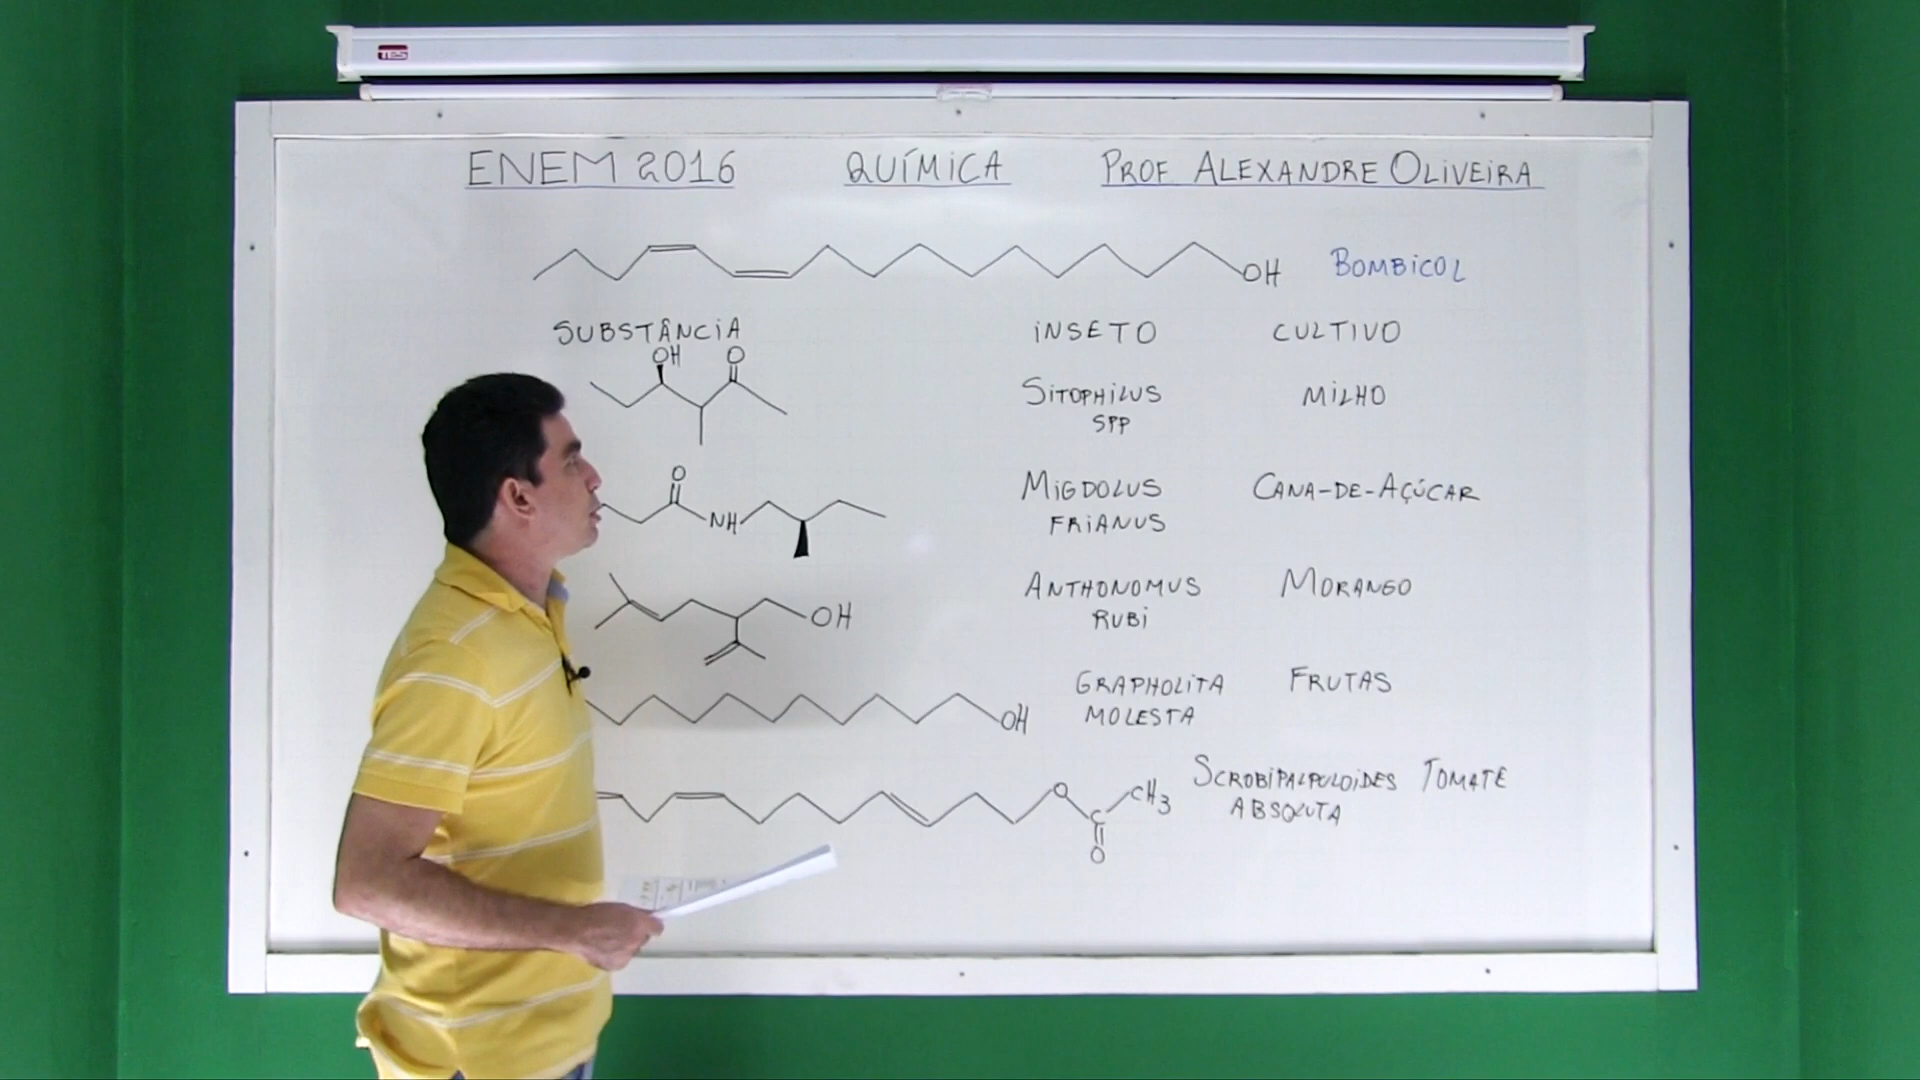 TES
ENEM 2016 QUÍMICA PROF ALEXANDRE OLIVEIRA
OH BOMBICOL
SUBSTÂNCIA INSETO CULTIVO
OH O
SITOPHILUS MILHO
SPP
O
MIGDOLUS CANA-DE-AÇÚCAR
NH FRIANUS
ANTHONOMUS MORANGO
OH RUBI
GRAPHOLITA FRUTAS
OH MOLESTA
SCROBIPALPULOIDES TOMATE
O CH3 ABSOLUTA
C
O